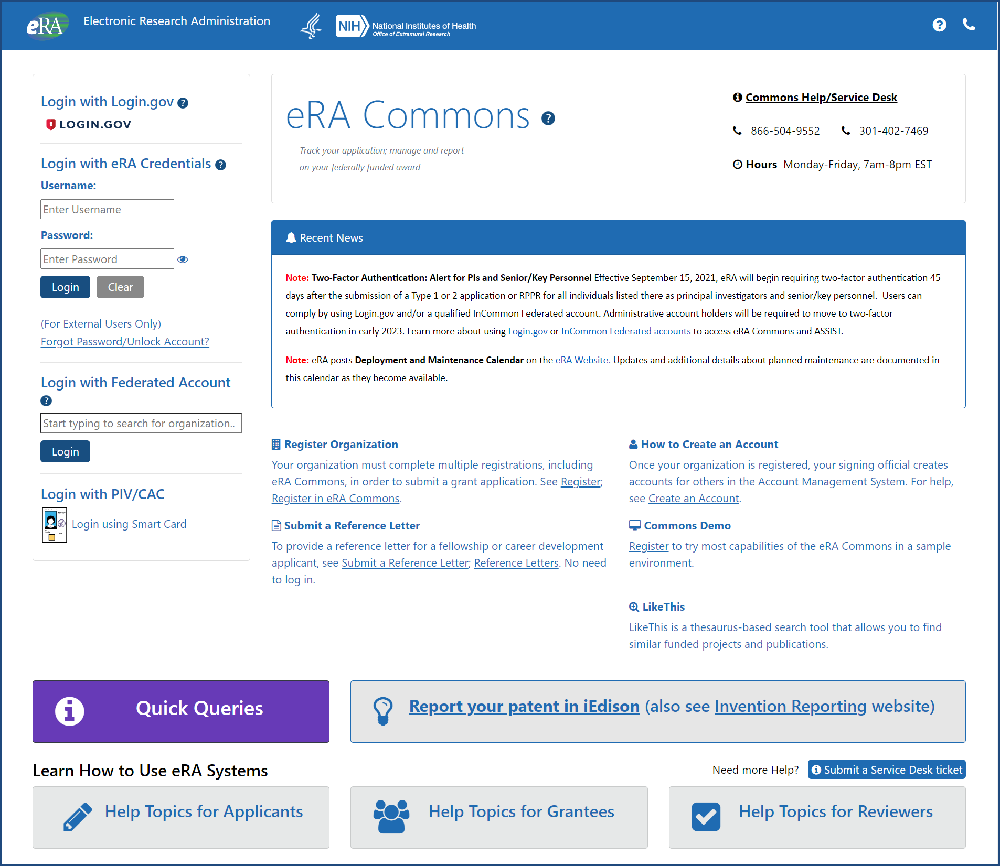 eRA
Electronic Research Administration
NIH
National Institutes of Health
Office of Extramural Research
Login with Login.gov
LOGIN.GOV
Login with eRA Credentials
Username:
Enter Username
Password:
Enter Password
Login
Clear
(For External Users Only)
Forgot Password/Unlock Account?
Login with Federated Account
Start typing to search for organization..
Login
Login with PIV/CAC
Login using Smart Card
eRA Commons
Track your application; manage and report
on your federally funded award
Commons Help/Service Desk
866-504-9552
301-402-7469
Hours Monday-Friday, 7am-8pm EST
Recent News
Note: Two-Factor Authentication: Alert for PIs and Senior/Key Personnel Effective September 15, 2021, eRA will begin requiring two-factor authentication 45
days after the submission of a Type 1 or 2 application or RPPR for all individuals listed there as principal investigators and senior/key personnel.  Users can
comply by using Login.gov and/or a qualified InCommon Federated account. Administrative account holders will be required to move to two-factor
authentication in early 2023. Learn more about using Login.gov or InCommon Federated accounts to access eRA Commons and ASSIST.
Note: eRA posts Deployment and Maintenance Calendar on the eRA Website. Updates and additional details about planned maintenance are documented in
this calendar as they become available.
Register Organization
Your organization must complete multiple registrations, including
eRA Commons, in order to submit a grant application. See Register;
Register in eRA Commons.
Submit a Reference Letter
To provide a reference letter for a fellowship or career development
applicant, see Submit a Reference Letter; Reference Letters. No need
to log in.
How to Create an Account
Once your organization is registered, your signing official creates
accounts for others in the Account Management System. For help,
see Create an Account.
Commons Demo
Register to try most capabilities of the eRA Commons in a sample
environment.
LikeThis
LikeThis is a thesaurus-based search tool that allows you to find
similar funded projects and publications.
Quick Queries
Report your patent in iEdison (also see Invention Reporting website)
Learn How to Use eRA Systems
Need more Help?
Submit a Service Desk ticket
Help Topics for Applicants
Help Topics for Grantees
Help Topics for Reviewers